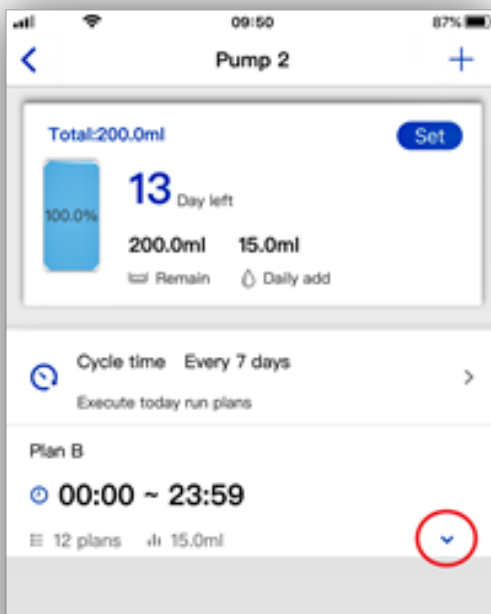 09:50
87%
Pump 2
Total:200.0ml
Set
100.0%
13 Day left
200.0ml 15.0ml
Remain Daily add
Cycle time Every 7 days
Execute today run plans
Plan B
00:00 ~ 23:59
12 plans 15.0ml